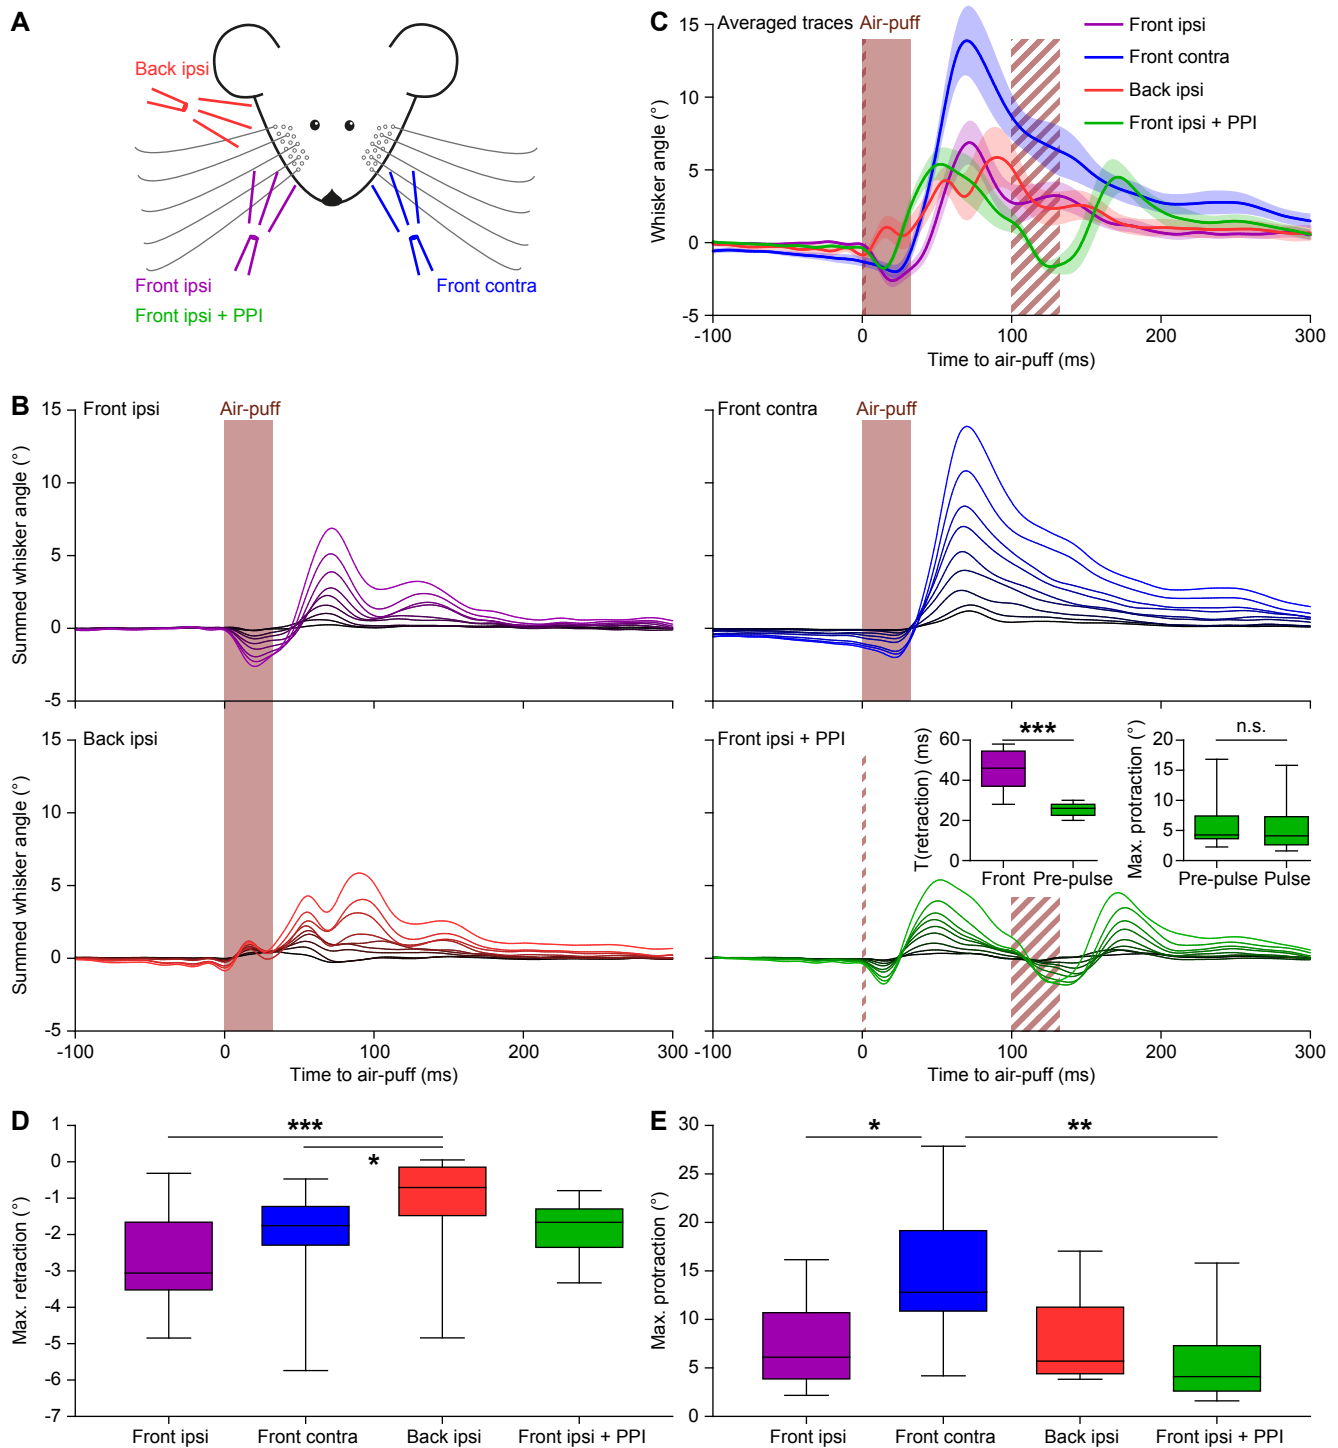 A
Back ipsi
Front ipsi
Front ipsi + PPI
Front contra
C
Averaged traces
Air-puff
Front ipsi
Front contra
Back ipsi
Front ipsi + PPI
Whisker angle (°)
15
10
5
0
-5
-100
0
100
200
300
Time to air-puff (ms)
B
Front ipsi
Air-puff
Summed whisker angle (°)
15
10
5
0
-5
Front contra
Air-puff
Back ipsi
Summed whisker angle (°)
15
10
5
0
-5
-100
0
100
200
300
Time to air-puff (ms)
Front ipsi + PPI
T(retraction) (ms)
60
40
20
0
***
Front
Pre-pulse
Max. protraction (°)
20
15
10
5
0
n.s.
Pre-pulse
Pulse
-100
0
100
200
300
Time to air-puff (ms)
D
Max. retraction (°)
1
0
-1
-2
-3
-4
-5
-6
-7
***
*
Front ipsi
Front contra
Back ipsi
Front ipsi + PPI
E
Max. protraction (°)
30
25
20
15
10
5
0
*
**
Front ipsi
Front contra
Back ipsi
Front ipsi + PPI